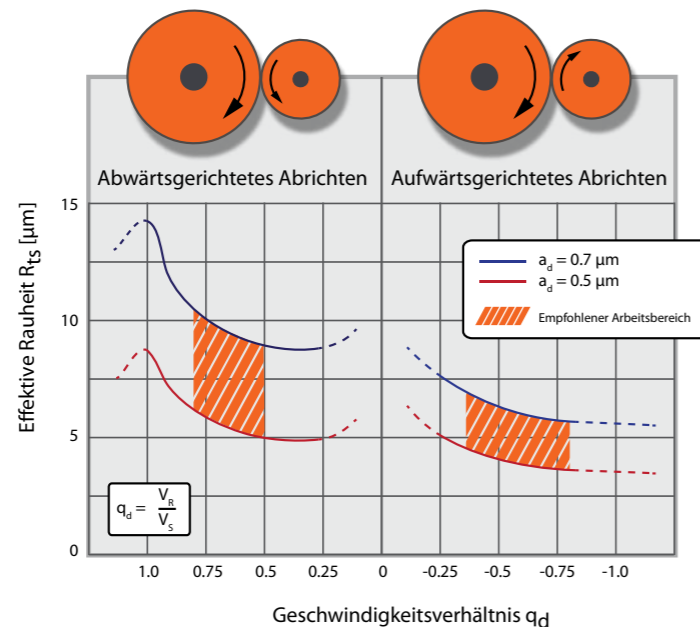 Abwärtsgerichtetes Abrichten
Aufwärtsgerichtetes Abrichten
Effektive Rauheit Rts [µm]
15
10
5
0
ad = 0.7 µm
ad = 0.5 µm
Empfohlener Arbeitsbereich
qd = VR / VS
1.0 0.75 0.5 0.25 0 -0.25 -0.5 -0.75 -1.0
Geschwindigkeitsverhältnis qd